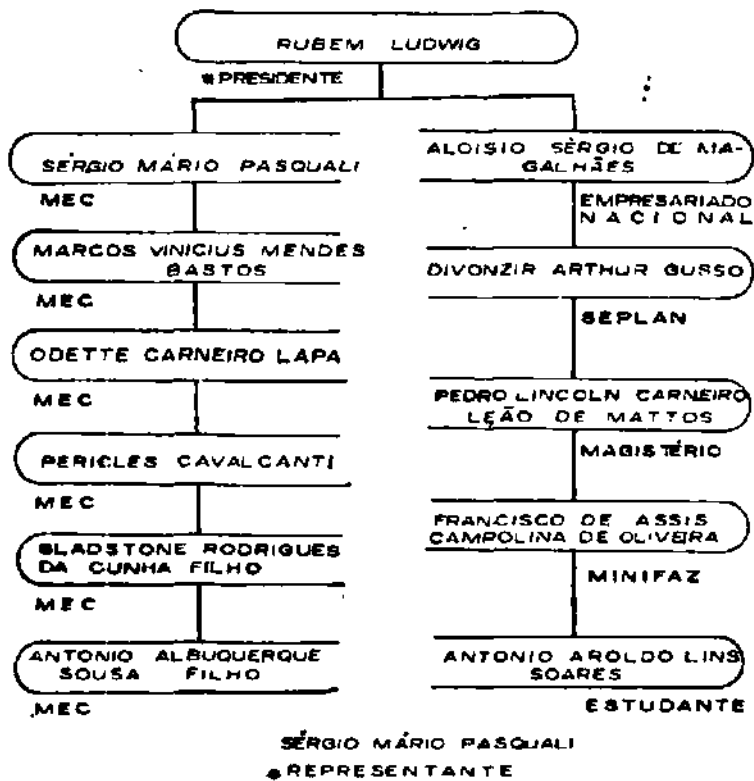 RUBEM LUDWIG
*PRESIDENTE
SÉRGIO MÁRIO PASQUALI
MEC
MARCOS VINICIUS MENDES
BASTOS
MEC
ODETTE CARNEIRO LAPA
MEC
PERICLES CAVALCANTI
MEC
GLADSTONE RODRIGUES
DA CUNHA FILHO
MEC
ANTONIO ALBUQUERQUE
SOUSA FILHO
MEC
ALOISIO SÉRGIO DE MA-
GALHÃES
EMPRESARIADO
NACIONAL
DIVONZIR ARTHUR GUSSO
SEPLAN
PEDRO LINCOLN CARNEIRO
LEÃO DE MATTOS
MAGISTÉRIO
FRANCISCO DE ASSIS
CAMPOLINA DE OLIVEIRA
MINIFAZ
ANTONIO AROLDO LINS
SOARES
ESTUDANTE
SÉRGIO MÁRIO PASQUALI
*REPRESENTANTE